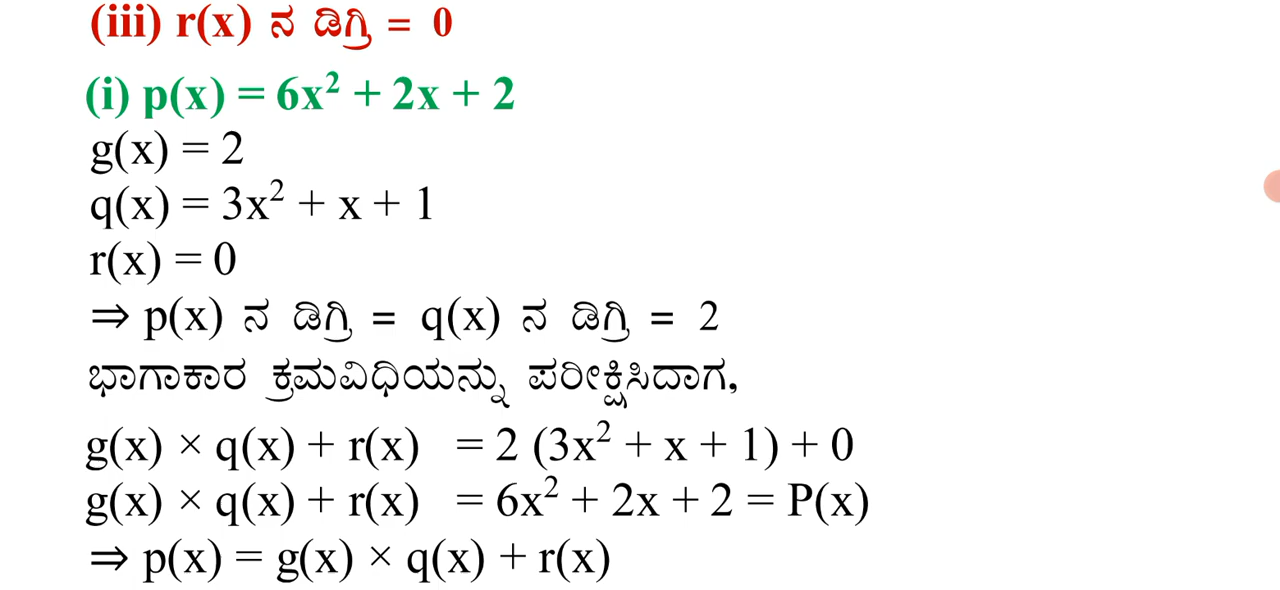 (iii) r(x) ನ ಡಿಗ್ರಿ = 0
(i) p(x) = 6x² + 2x + 2
g(x) = 2
q(x) = 3x² + x + 1
r(x) = 0
⇒ p(x) ನ ಡಿಗ್ರಿ = q(x) ನ ಡಿಗ್ರಿ = 2
ಭಾಗಾಕಾರ ಕ್ರಮವಿಧಿಯನ್ನು ಪರೀಕ್ಷಿಸಿದಾಗ,
g(x) × q(x) + r(x) = 2 (3x² + x + 1) + 0
g(x) × q(x) + r(x) = 6x² + 2x + 2 = P(x)
⇒ p(x) = g(x) × q(x) + r(x)